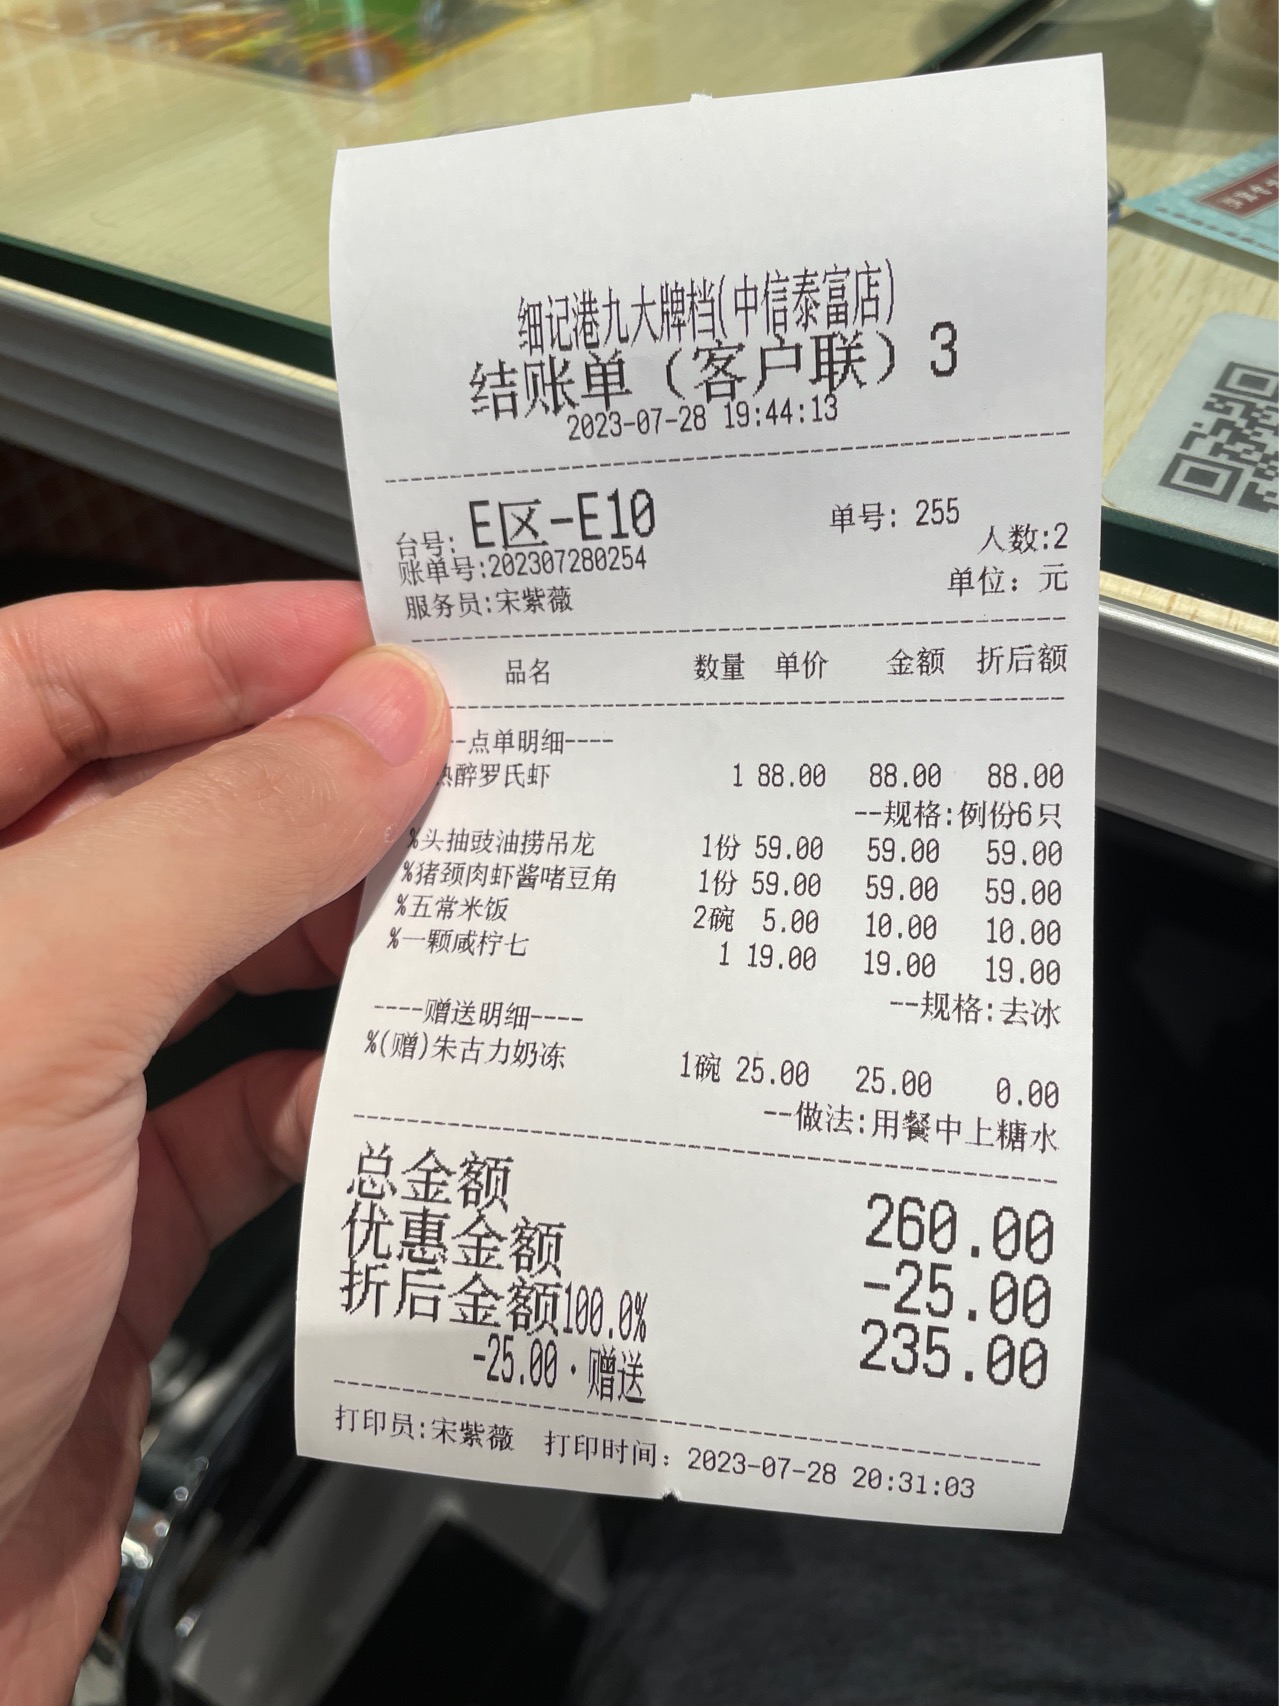 细记港九大牌档(中信泰富店)
结账单（客户联）3
2023-07-28 19:44:13
台号: E区-E10 单号: 255
人数:2
账单号:202307280254
单位: 元
服务员:宋紫薇
品名 数量 单价 金额 折后额
--点单明细----
熟醉罗氏虾 1 88.00 88.00 88.00
--规格:例份6只
%头抽豉油捞吊龙 1份 59.00 59.00 59.00
%猪颈肉虾酱啫豆角 1份 59.00 59.00 59.00
%五常米饭 2碗 5.00 10.00 10.00
%一颗咸柠七 1 19.00 19.00 19.00
--规格:去冰
----赠送明细----
%(赠)朱古力奶冻 1碗 25.00 25.00 0.00
--做法:用餐中上糖水
总金额 260.00
优惠金额 -25.00
折后金额100.0% 235.00
-25.00·赠送
打印员:宋紫薇 打印时间: 2023-07-28 20:31:03